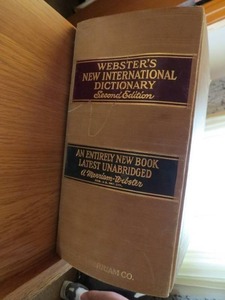 WEBSTER'S
NEW INTERNATIONAL
DICTIONARY
Second Edition
AN ENTIRELY NEW BOOK
LATEST UNABRIDGED
A Merriam-Webster
CO.